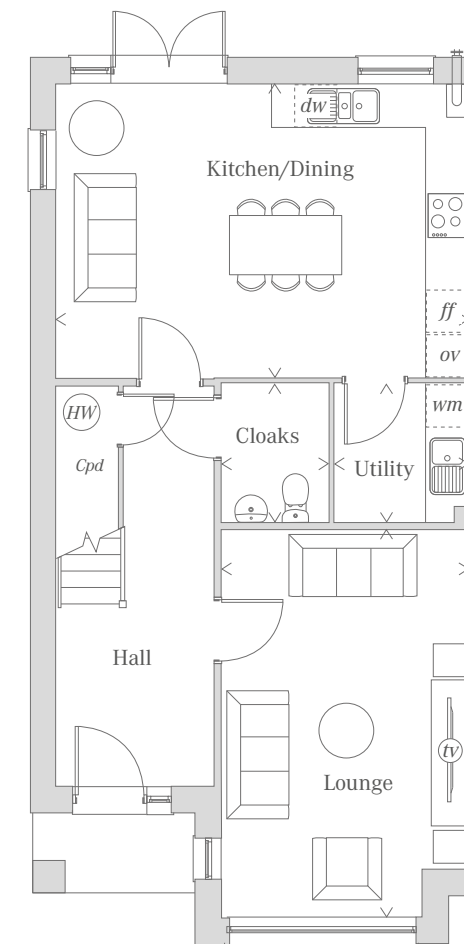 dw
Kitchen/Dining
ff
ov
HW
wm
Cloaks
Cpd
Utility
Hall
tv
Lounge